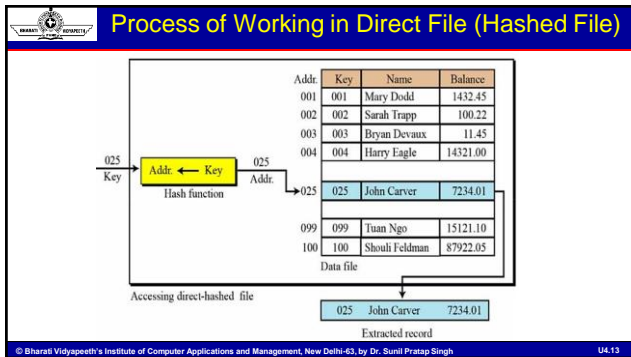 BHARATI VIDYAPEETH
Process of Working in Direct File (Hashed File)
Addr. Key Name Balance
001 001 Mary Dodd 1432.45
002 002 Sarah Trapp 100.22
003 003 Bryan Devaux 11.45
004 004 Harry Eagle 14321.00
025 Key
Addr. Key
Hash function
025 Addr.
025 025 John Carver 7234.01
099 099 Tuan Ngo 15121.10
100 100 Shouli Feldman 87922.05
Data file
Accessing direct-hashed file
025 John Carver 7234.01
Extracted record
© Bharati Vidyapeeth's Institute of Computer Applications and Management, New Delhi-63, by Dr. Sunil Pratap Singh U4.13